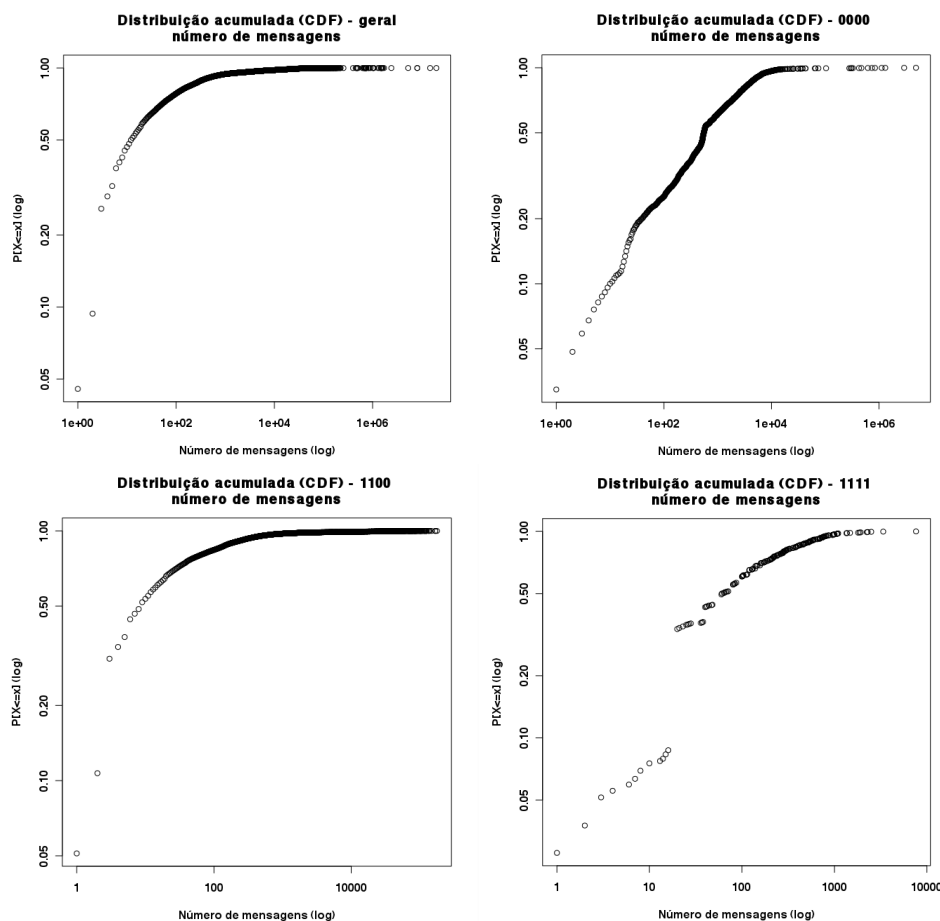 Distribuição acumulada (CDF) - geral
número de mensagens
P[X<=x] (log)
1.00
0.50
0.20
0.10
0.05
1e+00
1e+02
1e+04
1e+06
Número de mensagens (log)
Distribuição acumulada (CDF) - 0000
número de mensagens
P[X<=x] (log)
1.00
0.50
0.20
0.10
0.05
1e+00
1e+02
1e+04
1e+06
Número de mensagens (log)
Distribuição acumulada (CDF) - 1100
número de mensagens
P[X<=x] (log)
1.00
0.50
0.20
0.10
0.05
1
100
10000
Número de mensagens (log)
Distribuição acumulada (CDF) - 1111
número de mensagens
P[X<=x] (log)
1.00
0.50
0.20
0.10
0.05
1
10
100
1000
10000
Número de mensagens (log)